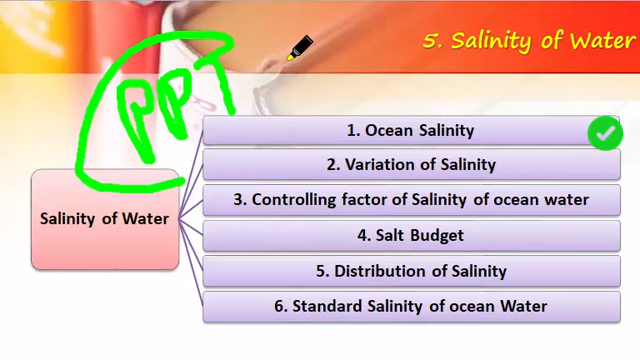 5. Salinity of Water
PPT
1. Ocean Salinity
2. Variation of Salinity
3. Controlling factor of Salinity of ocean water
Salinity of Water
4. Salt Budget
5. Distribution of Salinity
6. Standard Salinity of ocean Water